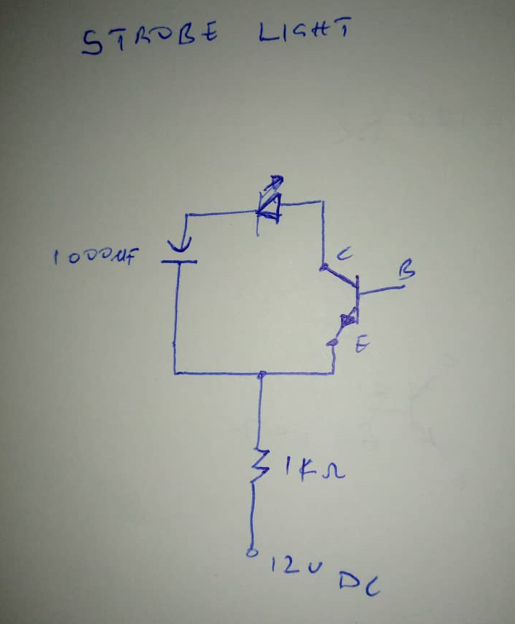 STROBE LIGHT
1000uF
C
B
E
1KΩ
12V DC